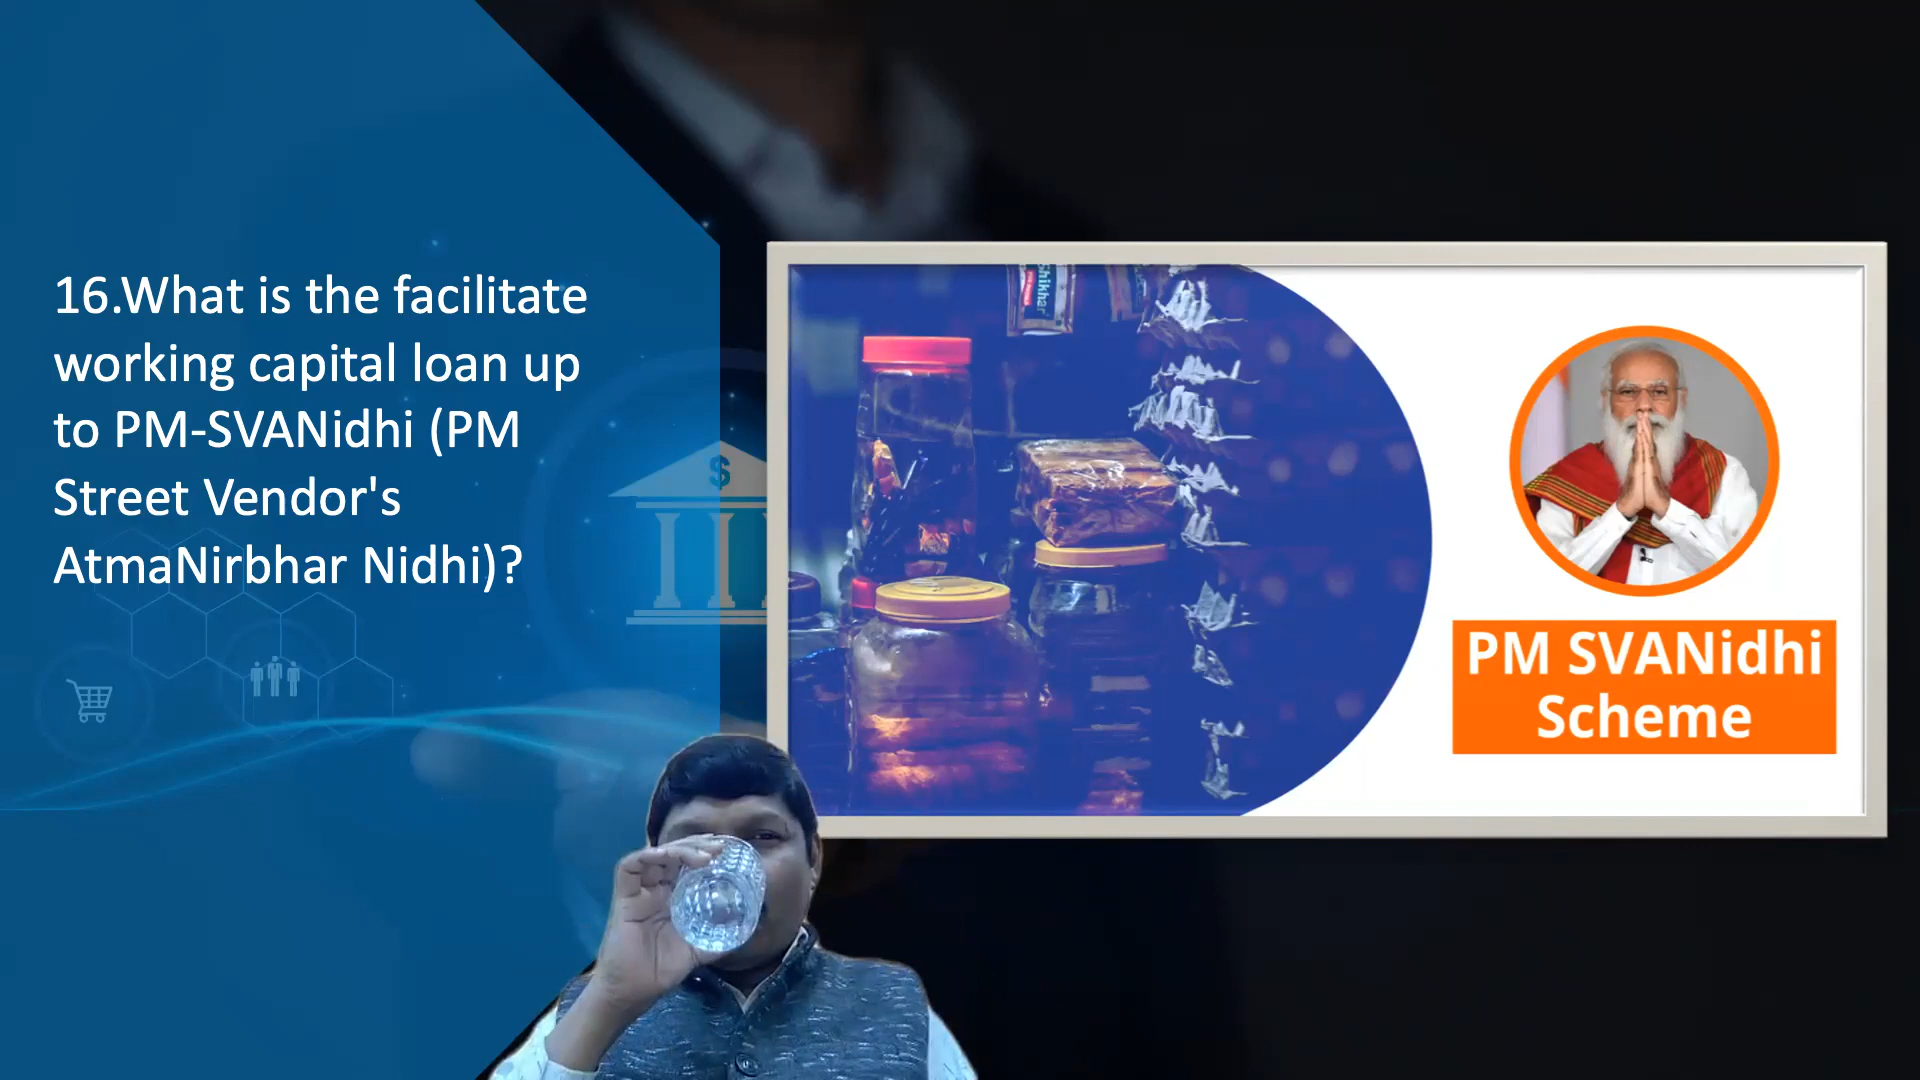 16.What is the facilitate
working capital loan up
to PM-SVANidhi (PM
Street Vendor's
AtmaNirbhar Nidhi)?
$
Shikhar
PM SVANidhi
Scheme